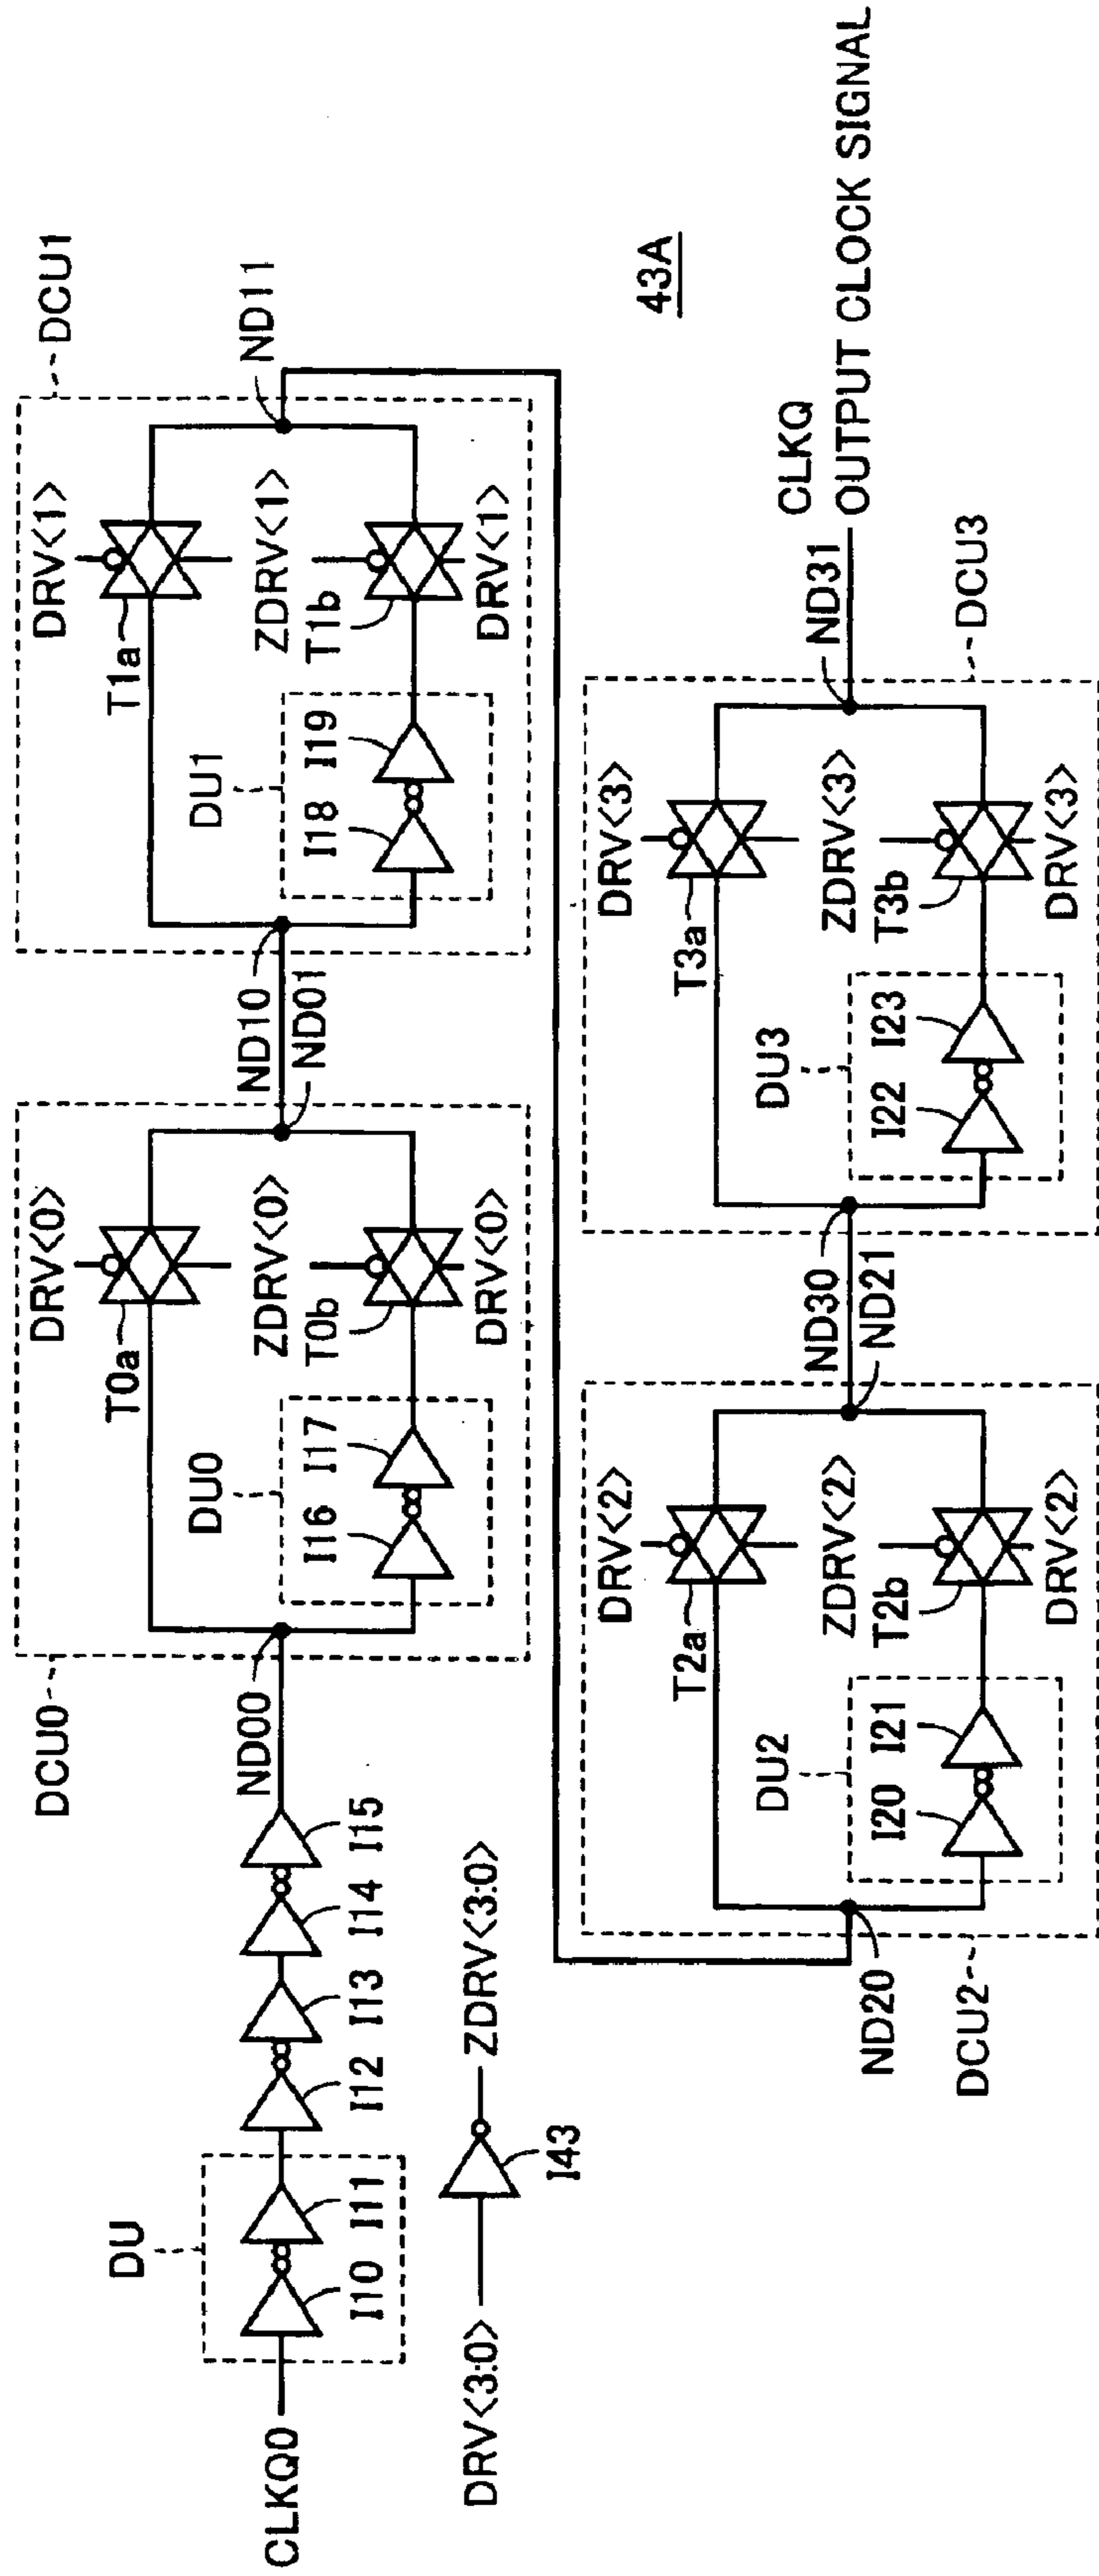 DCU0
DCU1
DRV<0>
T0a
ZDRV<0>
T0b
DRV<0>
DU0
I16 I17
ND00
ND01
ND10
DRV<1>
T1a
ZDRV<1>
T1b
DRV<1>
DU1
I18 I19
ND11
DU
CLKQ0
I10 I11 I12 I13 I14 I15
DRV<3:0>
I43
ZDRV<3:0>
43A
DCU2
ND20
DRV<2>
T2a
ZDRV<2>
T2b
DRV<2>
DU2
I20 I21
ND21
ND30
DRV<3>
T3a
ZDRV<3>
T3b
DRV<3>
DU3
I22 I23
ND31
DCU3
CLKQ
OUTPUT CLOCK SIGNAL